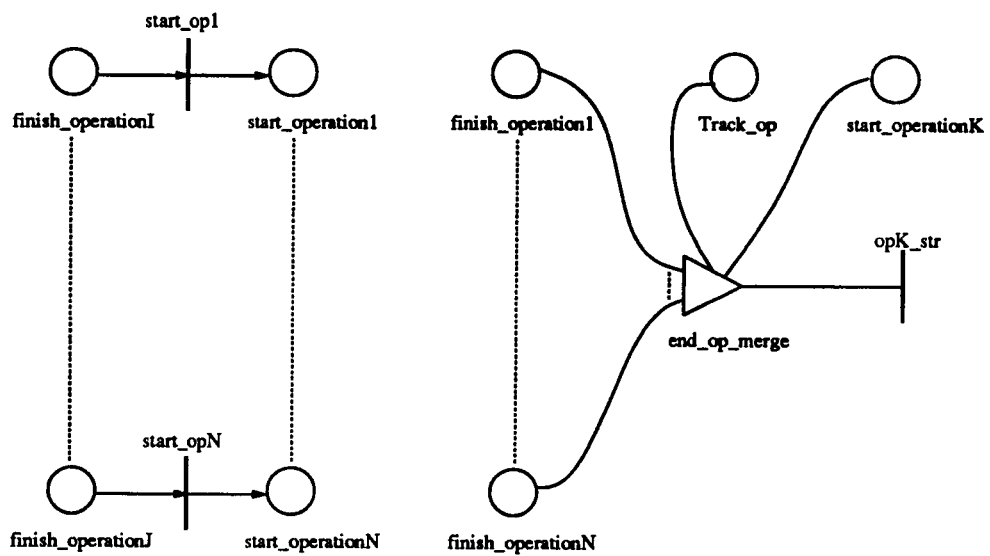 start_op1
finish_operationI
start_operation1
finish_operation1
Track_op
start_operationK
opK_str
end_op_merge
start_opN
finish_operationJ
start_operationN
finish_operationN